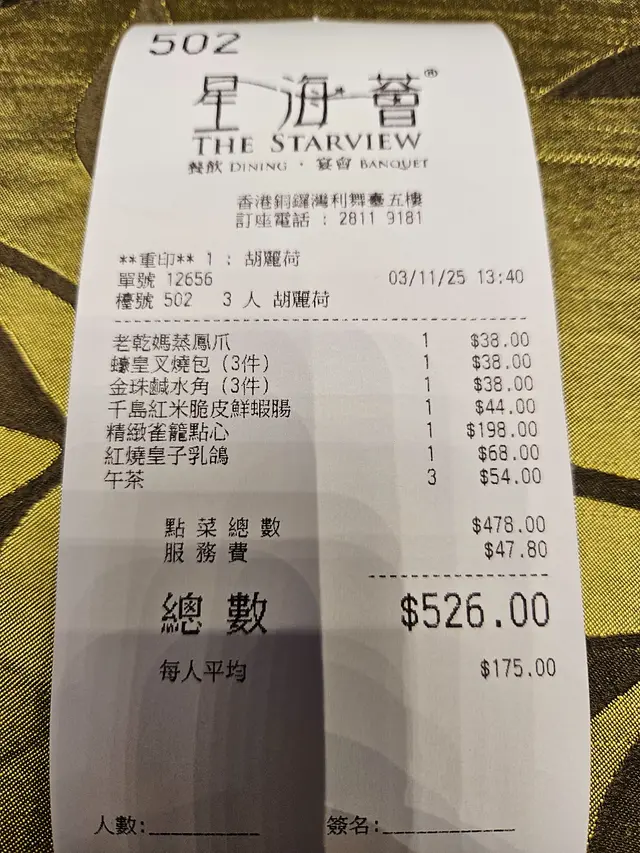 502
星海薈®
THE STARVIEW
餐飲 DINING · 宴會 BANQUET
香港銅鑼灣利舞臺五樓
訂座電話 : 2811 9181
**重印** 1 : 胡麗荷
單號 12656 03/11/25 13:40
檯號 502 3 人 胡麗荷
老乾媽蒸鳳爪 1 $38.00
蠔皇叉燒包 (3件) 1 $38.00
金珠鹹水角 (3件) 1 $38.00
千島紅米脆皮鮮蝦腸 1 $44.00
精緻雀籠點心 1 $198.00
紅燒皇子乳鴿 1 $68.00
午茶 3 $54.00
點菜總數 $478.00
服務費 $47.80
總數 $526.00
每人平均 $175.00
人數:__________ 簽名:____________